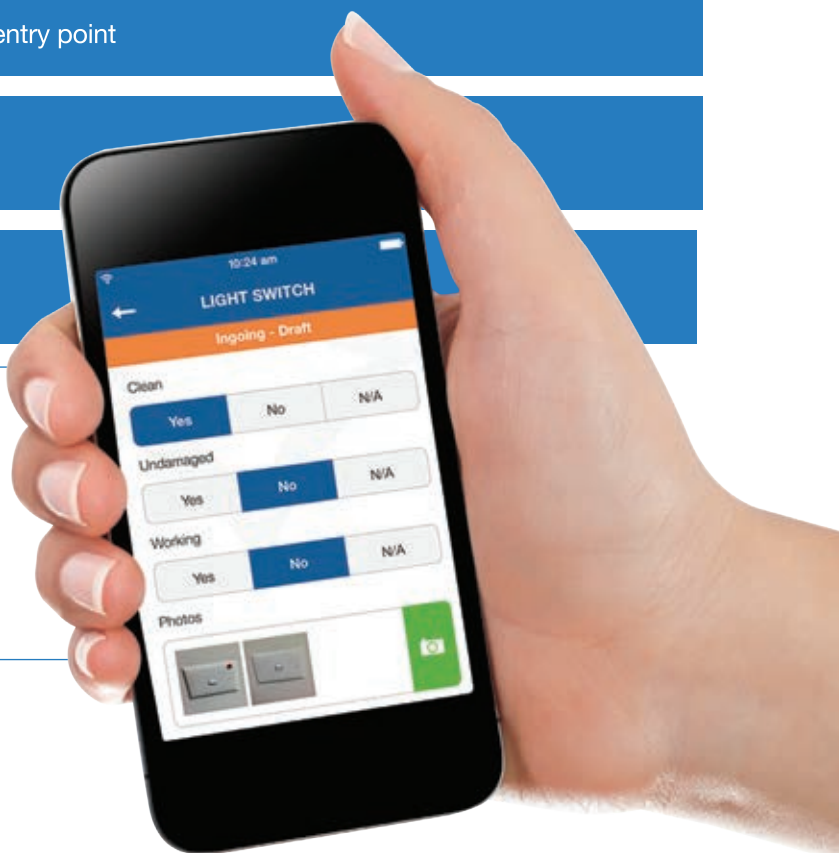 entry point
10:24 am
LIGHT SWITCH
Ingoing - Draft
Clean
Yes No N/A
Undamaged
Yes No N/A
Working
Yes No N/A
Photos